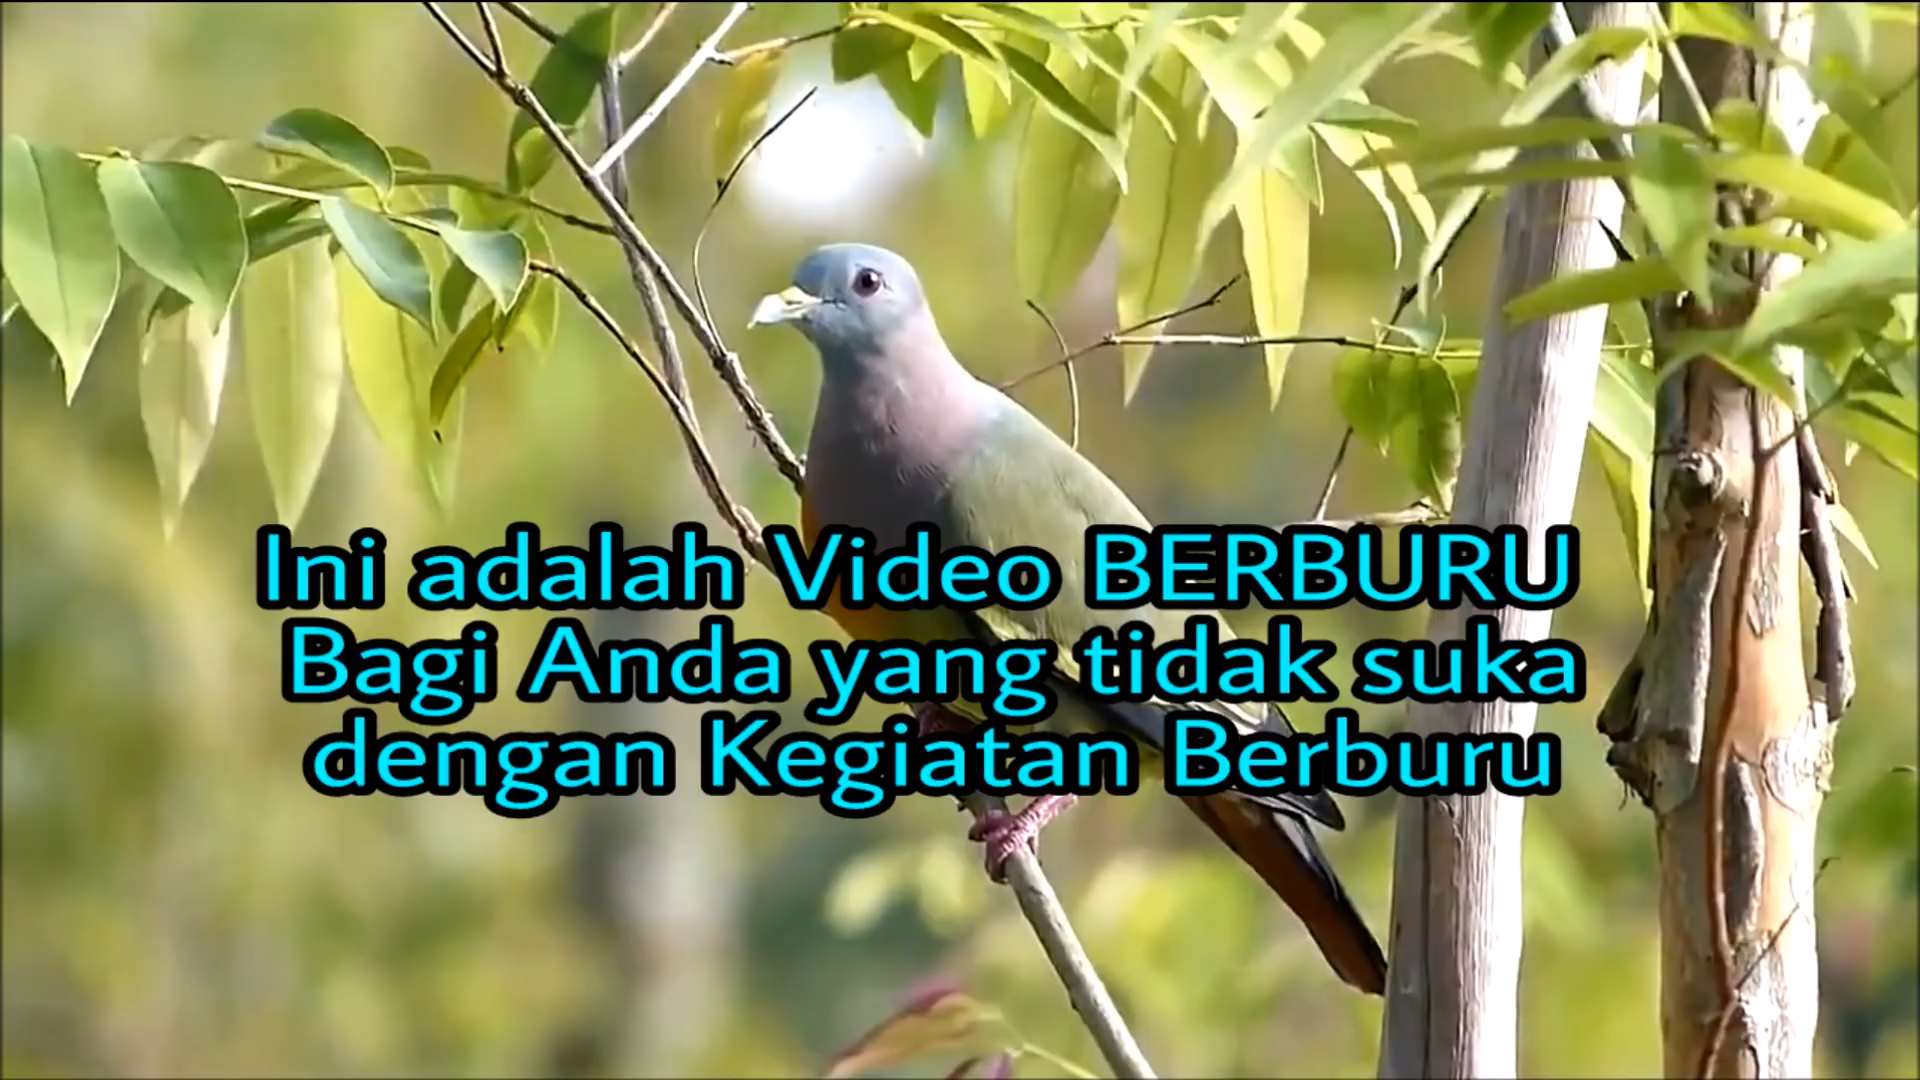 Ini adalah Video BERBURU
Bagi Anda yang tidak suka
dengan Kegiatan Berburu